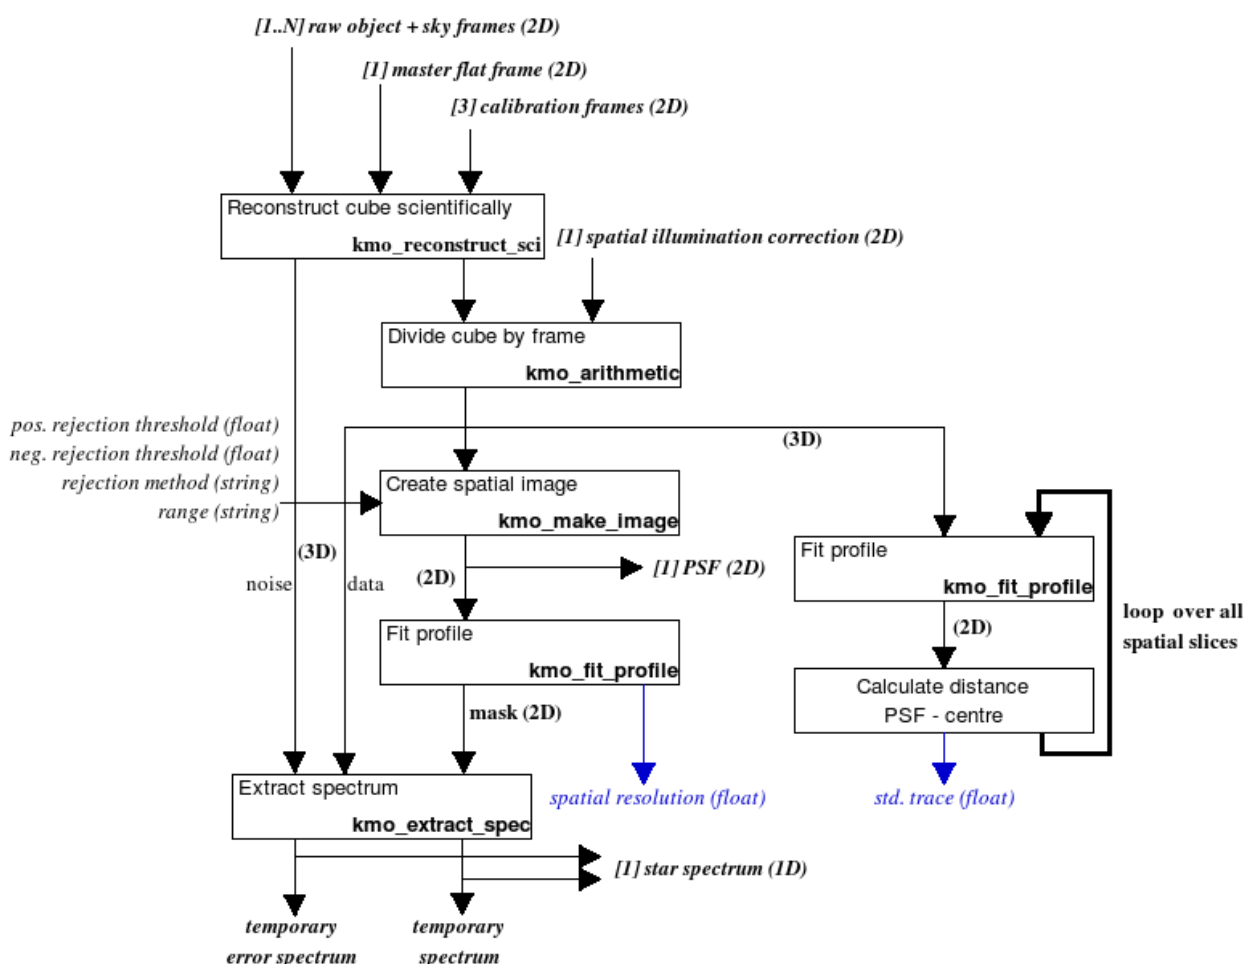 [1..N] raw object + sky frames (2D)
[1] master flat frame (2D)
[3] calibration frames (2D)
Reconstruct cube scientifically
kmo_reconstruct_sci
[1] spatial illumination correction (2D)
Divide cube by frame
kmo_arithmetic
pos. rejection threshold (float)
neg. rejection threshold (float)
rejection method (string)
range (string)
(3D)
Create spatial image
kmo_make_image
(3D)
noise
data
(2D)
[1] PSF (2D)
Fit profile
kmo_fit_profile
loop over all
spatial slices
(2D)
Fit profile
kmo_fit_profile
Calculate distance
PSF - centre
mask (2D)
Extract spectrum
kmo_extract_spec
spatial resolution (float)
std. trace (float)
[1] star spectrum (1D)
temporary
error spectrum
temporary
spectrum